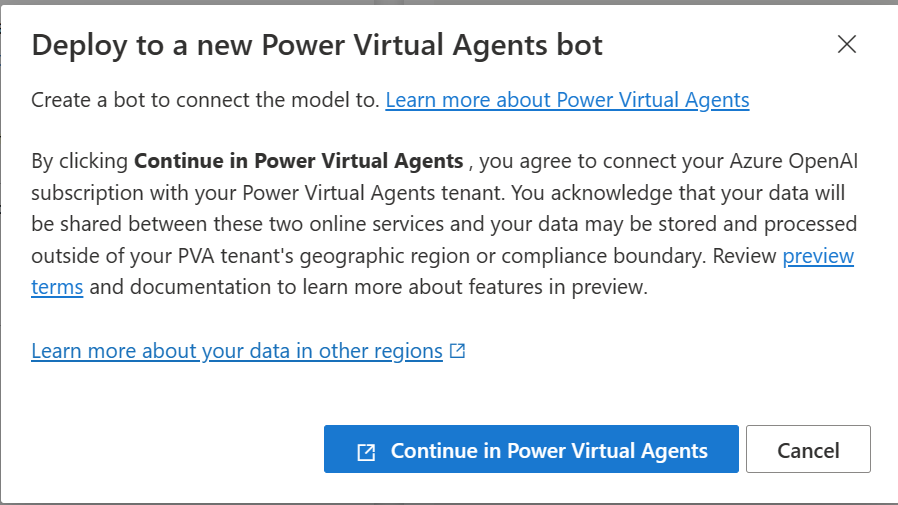 Deploy to a new Power Virtual Agents bot
Create a bot to connect the model to. Learn more about Power Virtual Agents
By clicking Continue in Power Virtual Agents , you agree to connect your Azure OpenAI
subscription with your Power Virtual Agents tenant. You acknowledge that your data will
be shared between these two online services and your data may be stored and processed
outside of your PVA tenant's geographic region or compliance boundary. Review preview
terms and documentation to learn more about features in preview.
Learn more about your data in other regions
Continue in Power Virtual Agents
Cancel